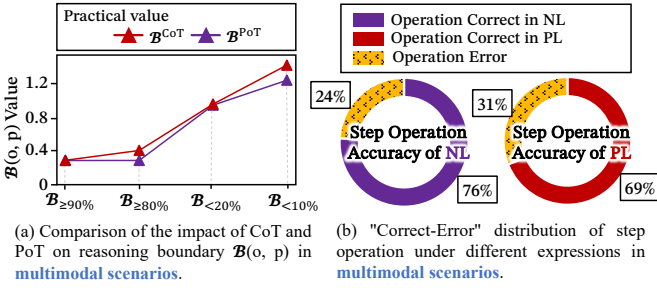 Practical value
𝓑CoT 𝓑PoT
𝓑(o, p) Value
1.2
0.8
0.4
0
𝓑≥90% 𝓑≥80% 𝓑<20% 𝓑<10%
(a) Comparison of the impact of CoT and
PoT on reasoning boundary 𝓑(o, p) in
multimodal scenarios.
Operation Correct in NL
Operation Correct in PL
Operation Error
24%
Step Operation
Accuracy of NL
76%
31%
Step Operation
Accuracy of PL
69%
(b) "Correct-Error" distribution of step
operation under different expressions in
multimodal scenarios.